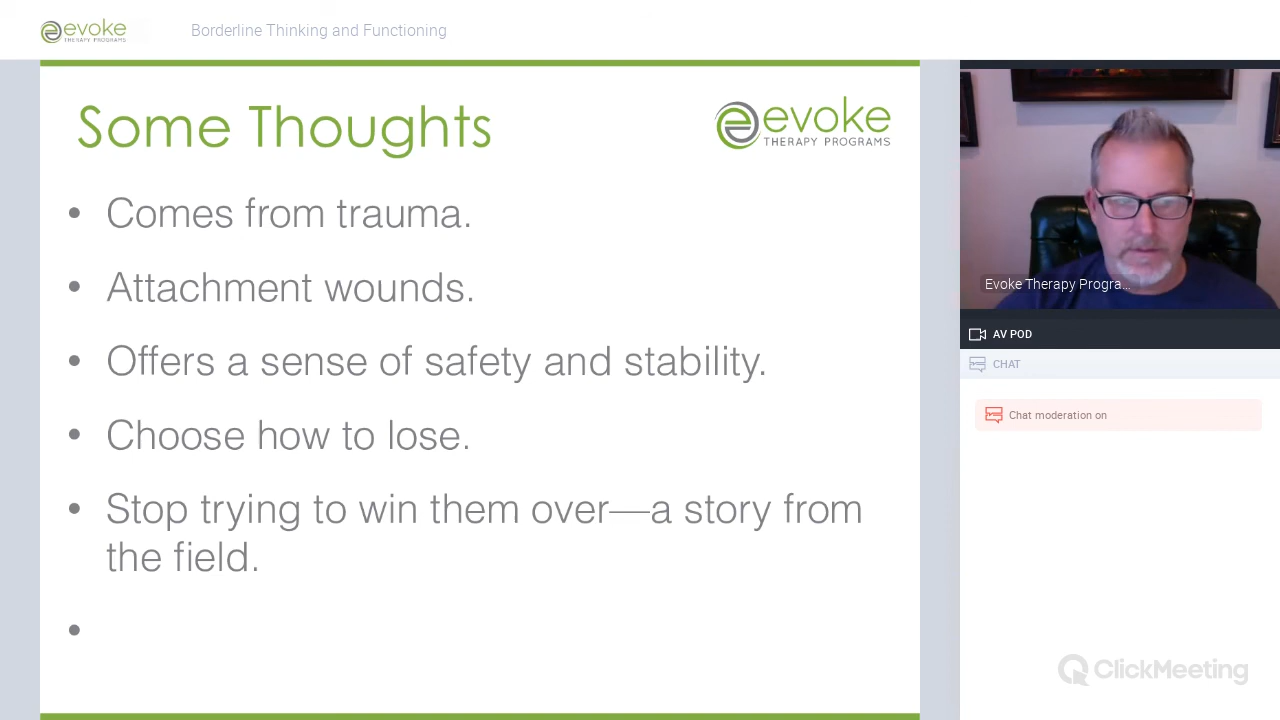 evoke
THERAPY PROGRAMS
Borderline Thinking and Functioning
Some Thoughts
evoke
THERAPY PROGRAMS
• Comes from trauma.
• Attachment wounds.
• Offers a sense of safety and stability.
• Choose how to lose.
• Stop trying to win them over—a story from
the field.
•
Evoke Therapy Progra...
AV POD
CHAT
Chat moderation on
ClickMeeting